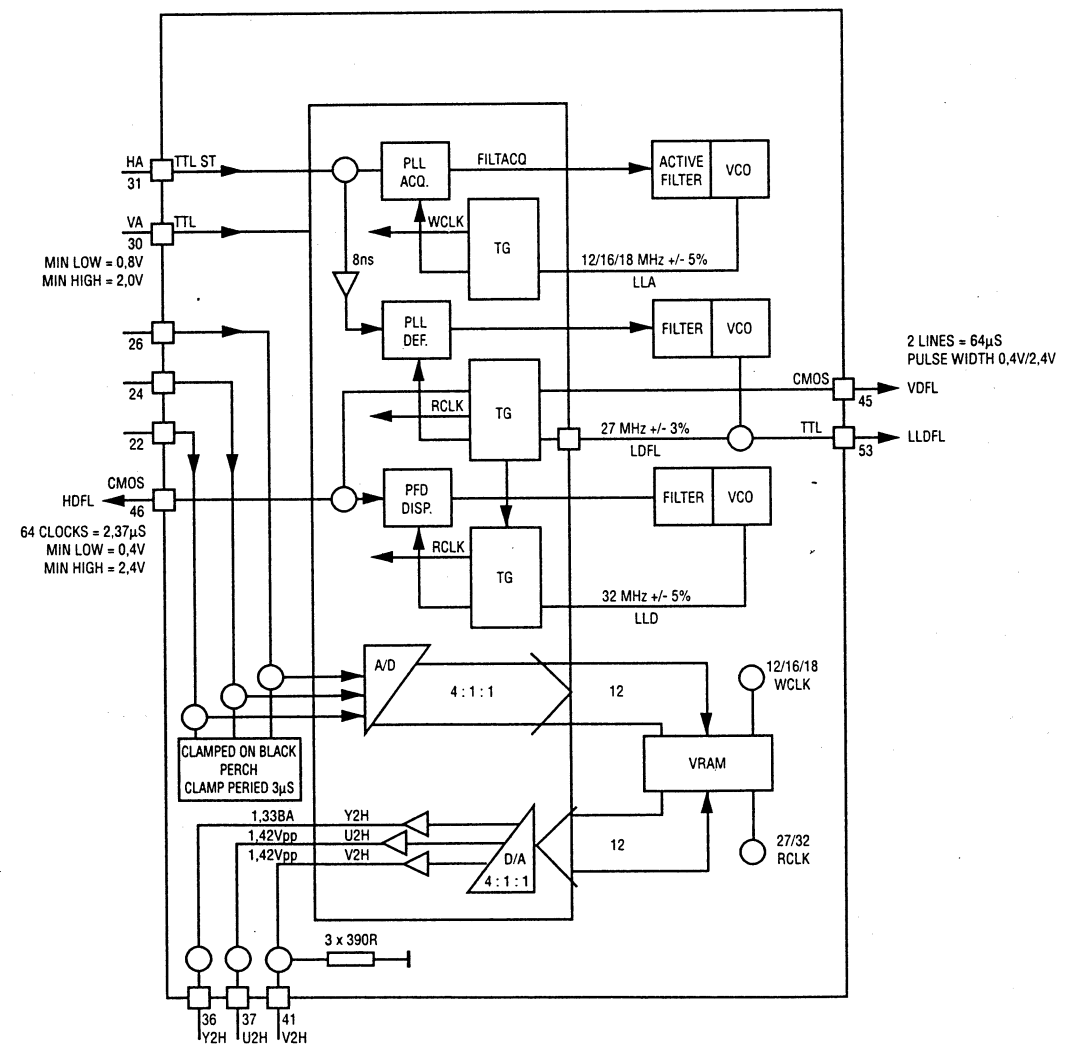 HA
31
TTL ST
PLL
ACQ.
FILTACQ
ACTIVE
FILTER
VCO
VA
30
TTL
WCLK
TG
MIN LOW = 0,8V
MIN HIGH = 2,0V
8ns
12/16/18 MHz +/- 5%
LLA
26
PLL
DEF.
FILTER
VCO
2 LINES = 64µS
PULSE WIDTH 0,4V/2,4V
24
CMOS
45
VDFL
RCLK
TG
22
27 MHz +/- 3%
LDFL
TTL
53
LLDFL
CMOS
HDFL
46
PFD
DISP.
FILTER
VCO
64 CLOCKS = 2,37µS
MIN LOW = 0,4V
MIN HIGH = 2,4V
RCLK
TG
32 MHz +/- 5%
LLD
A/D
4 : 1 : 1
12
12/16/18
WCLK
CLAMPED ON BLACK
PERCH
CLAMP PERIED 3µS
VRAM
1,33BA
Y2H
1,42Vpp
U2H
1,42Vpp
V2H
D/A
4 : 1 : 1
12
27/32
RCLK
3 x 390R
36
Y2H
37
U2H
41
V2H